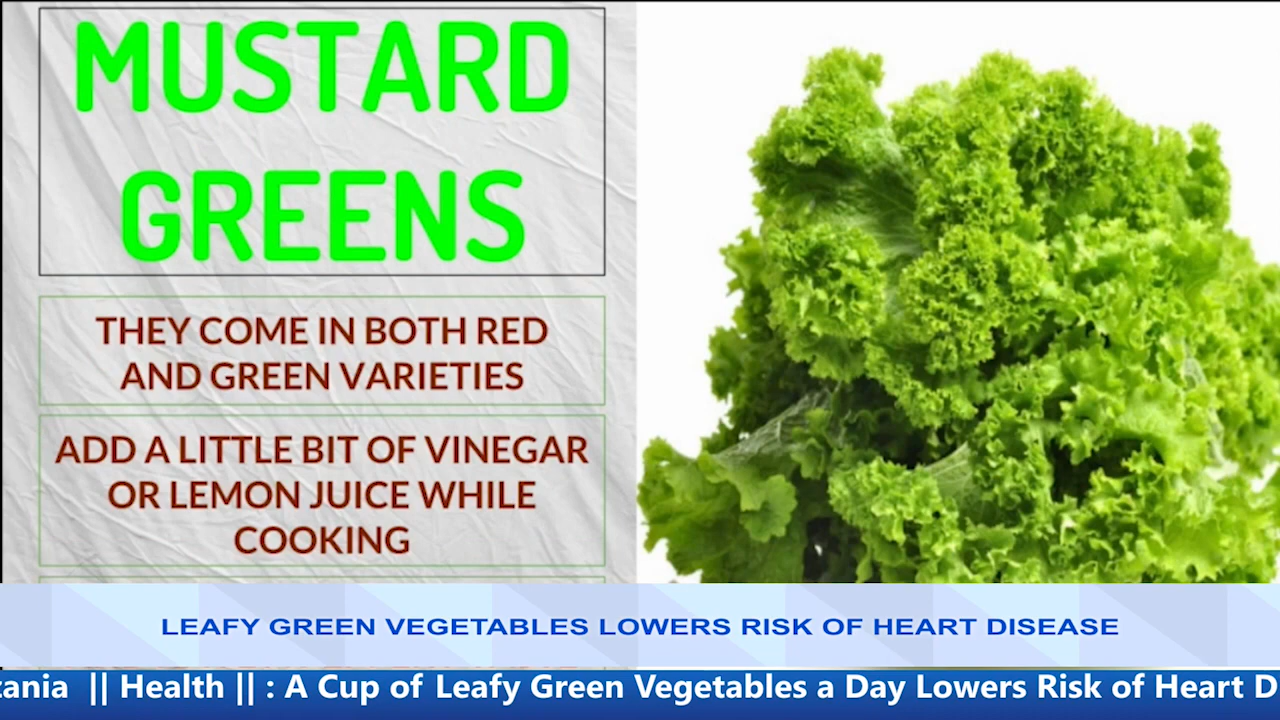 MUSTARD
GREENS
THEY COME IN BOTH RED
AND GREEN VARIETIES
ADD A LITTLE BIT OF VINEGAR
OR LEMON JUICE WHILE
COOKING
LEAFY GREEN VEGETABLES LOWERS RISK OF HEART DISEASE
zania || Health || : A Cup of Leafy Green Vegetables a Day Lowers Risk of Heart D